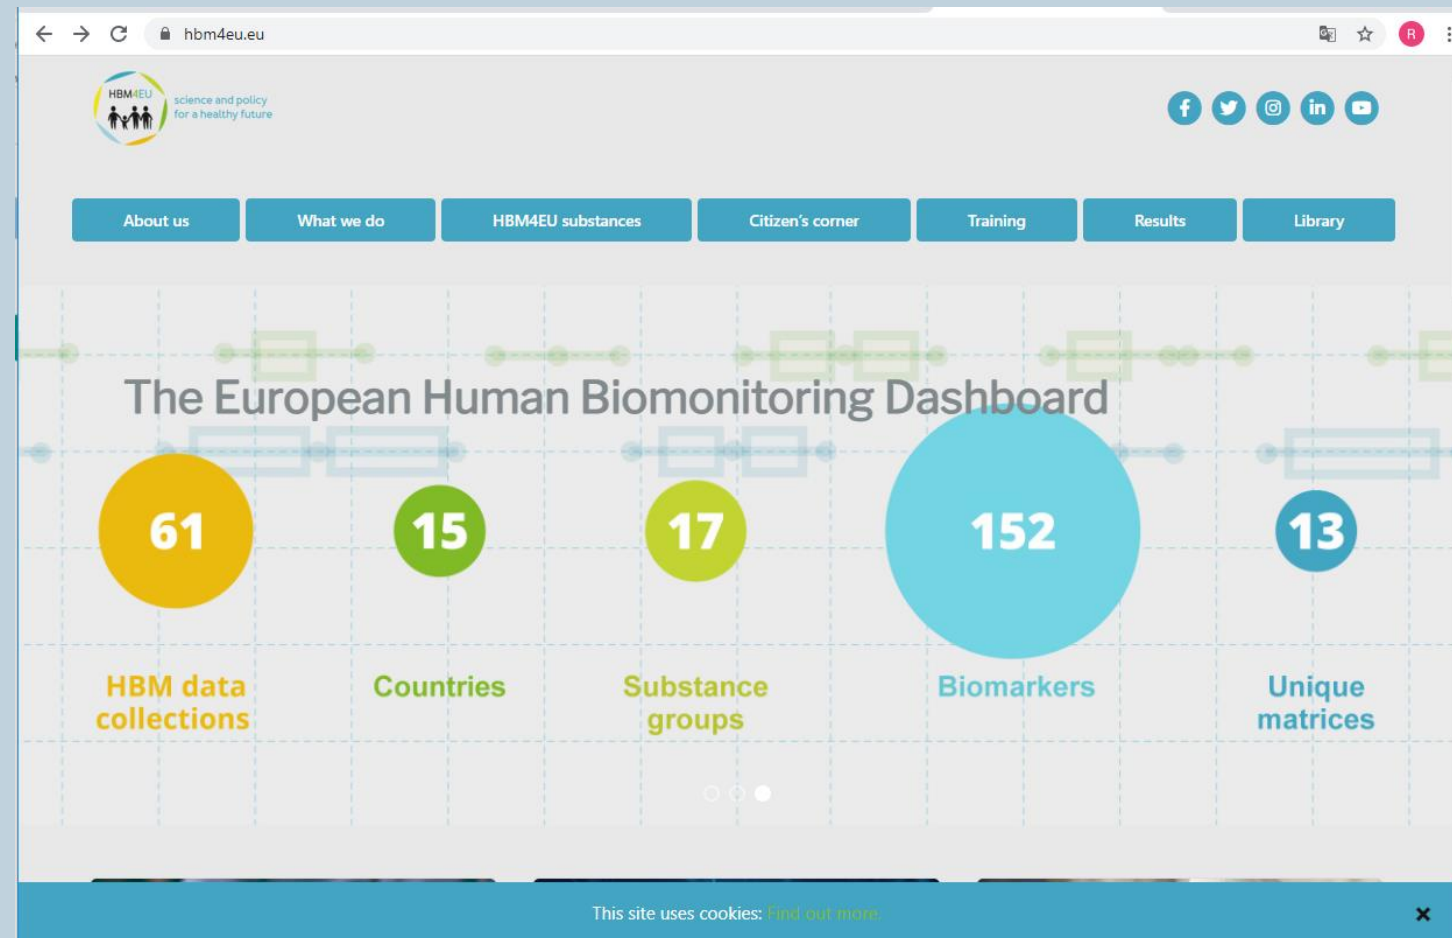 hbm4eu.eu
R
HBM4EU
science and policy
for a healthy future
About us
What we do
HBM4EU substances
Citizen's corner
Training
Results
Library
The European Human Biomonitoring Dashboard
61
15
17
152
13
HBM data
collections
Countries
Substance
groups
Biomarkers
Unique
matrices
This site uses cookies: Find out more.